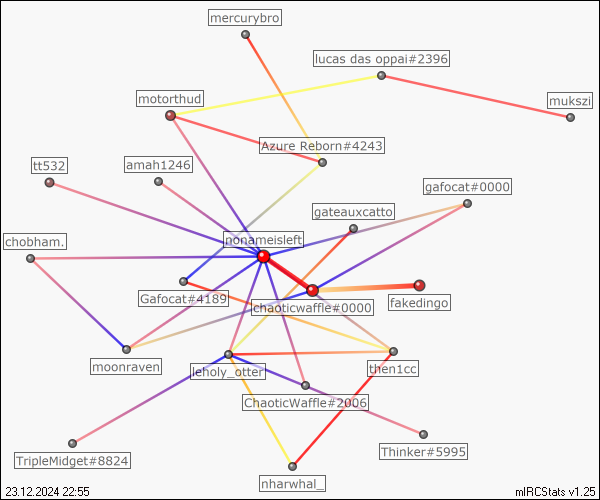 mercurybro
lucas das oppai#2396
motorthud
mukszi
Azure Reborn#4243
tt532
amah1246
gafocat#0000
gateauxcatto
chobham.
nonameisleft
Gafocat#4189
chaoticwaffle#0000
fakedingo
moonraven
leholy_otter
then1cc
ChaoticWaffle#2006
TripleMidget#8824
Thinker#5995
nharwhal_
23.12.2024 22:55
mIRCStats v1.25